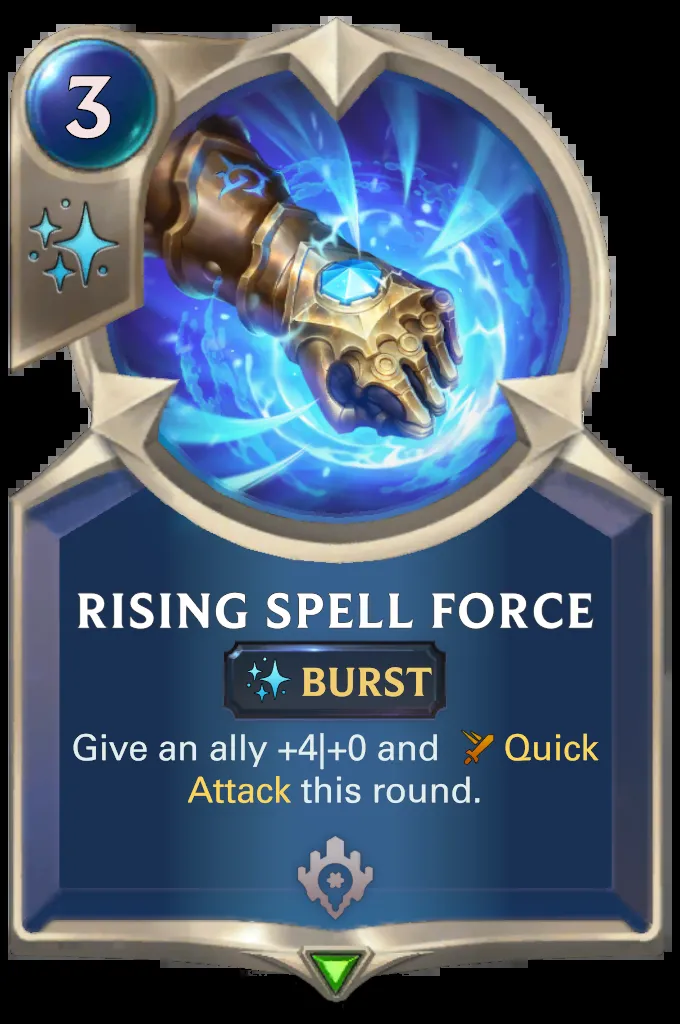 3
RISING SPELL FORCE
BURST
Give an ally +4|+0 and Quick
Attack this round.